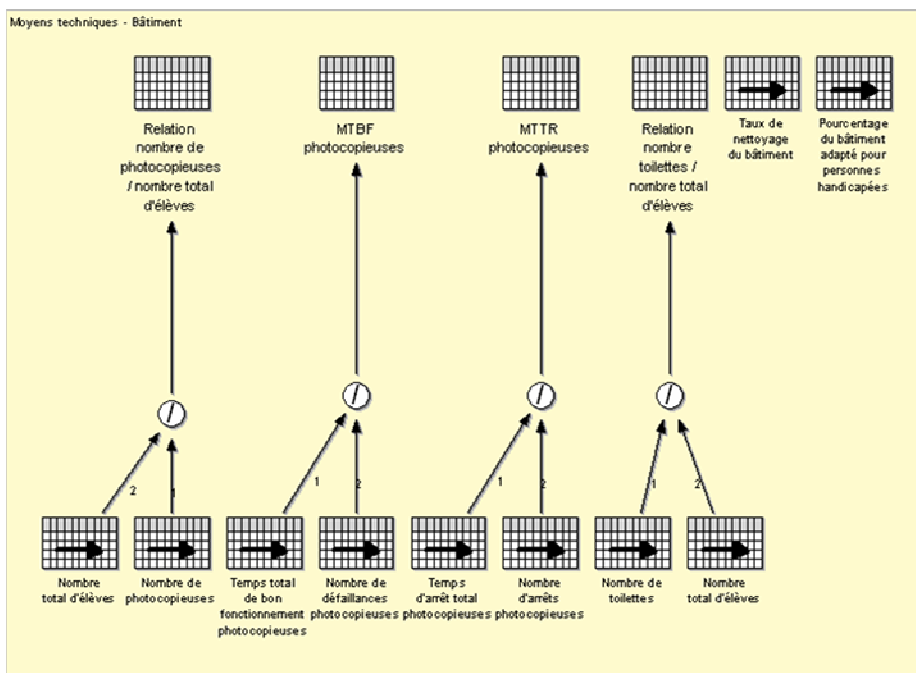 Moyens techniques - Bâtiment
Relation
nombre de
photocopieuses
/ nombre total
d'élèves
MTBF
photocopieuses
MTTR
photocopieuses
Relation
nombre
toilettes /
nombre total
d'élèves
Taux de
nettoyage
du bâtiment
Pourcentage
du bâtiment
adapté pour
personnes
handicapées
/
/
/
/
2
1
1
2
1
2
1
2
Nombre
total d'élèves
Nombre de
photocopieuses
Temps total
de bon
fonctionnement
photocopieuses
Nombre de
défaillances
photocopieuses
Temps
d'arrêt total
photocopieuses
Nombre
d'arrêts
photocopieuses
Nombre de
toilettes
Nombre
total d'élèves